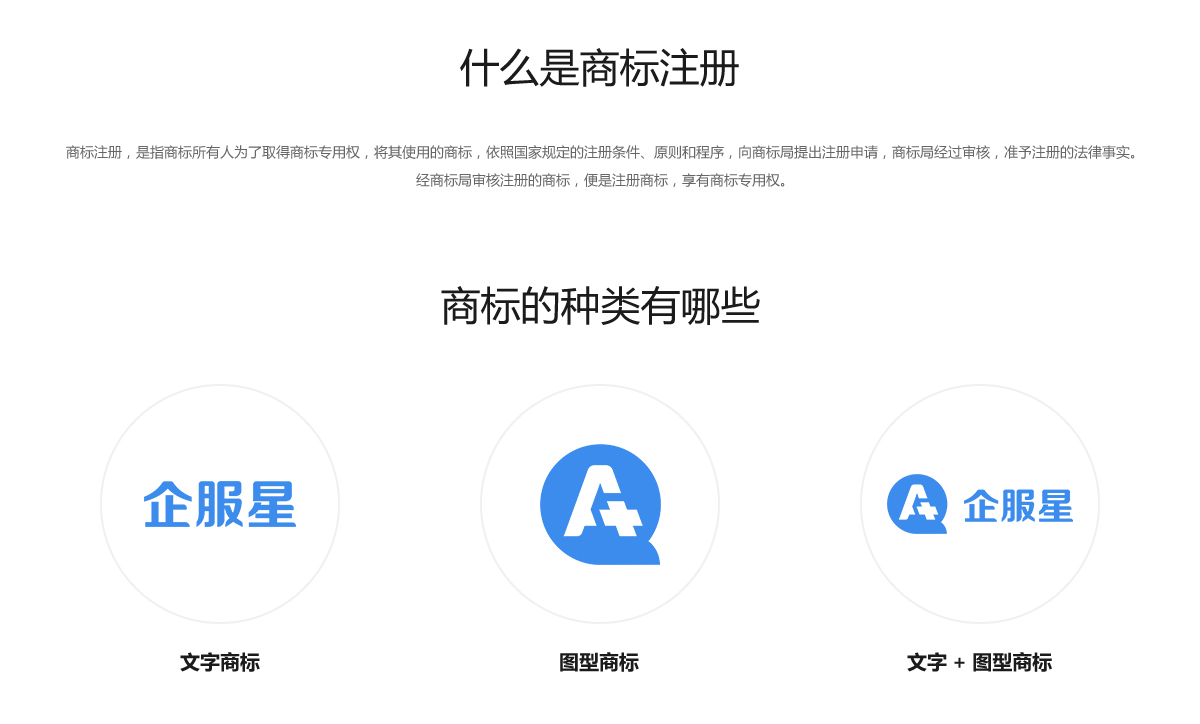 什么是商标注册
商标注册，是指商标所有人为了取得商标专用权，将其使用的商标，依照国家规定的注册条件、原则和程序，向商标局提出注册申请，商标局经过审核，准予注册的法律事实。
经商标局审核注册的商标，便是注册商标，享有商标专用权。
商标的种类有哪些
企服星
A
A 企服星
文字商标
图型商标
文字 + 图型商标